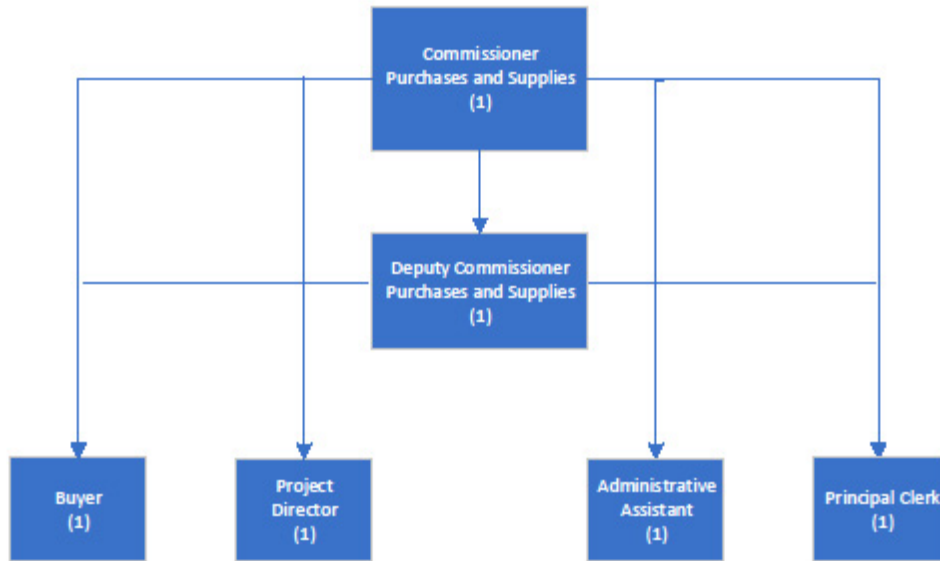 Commissioner
Purchases and Supplies
(1)
Deputy Commissioner
Purchases and Supplies
(1)
Buyer
(1)
Project
Director
(1)
Administrative
Assistant
(1)
Principal Clerk
(1)